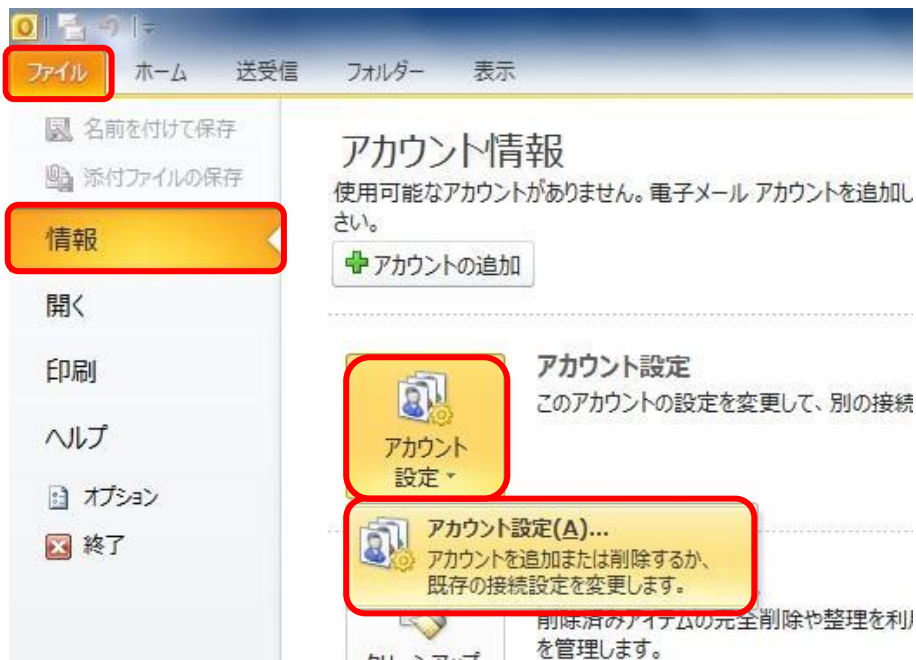 ファイル ホーム 送受信 フォルダー 表示
名前を付けて保存
添付ファイルの保存
情報
開く
印刷
ヘルプ
オプション
終了
アカウント情報
使用可能なアカウントがありません。電子メール アカウントを追加し
さい。
アカウントの追加
アカウント
設定
アカウント設定
このアカウントの設定を変更して、別の接続
アカウント設定(A)...
アカウントを追加または削除するか、
既存の接続設定を変更します。
削除済みアイテムの完全削除や整理を利用
を管理します。